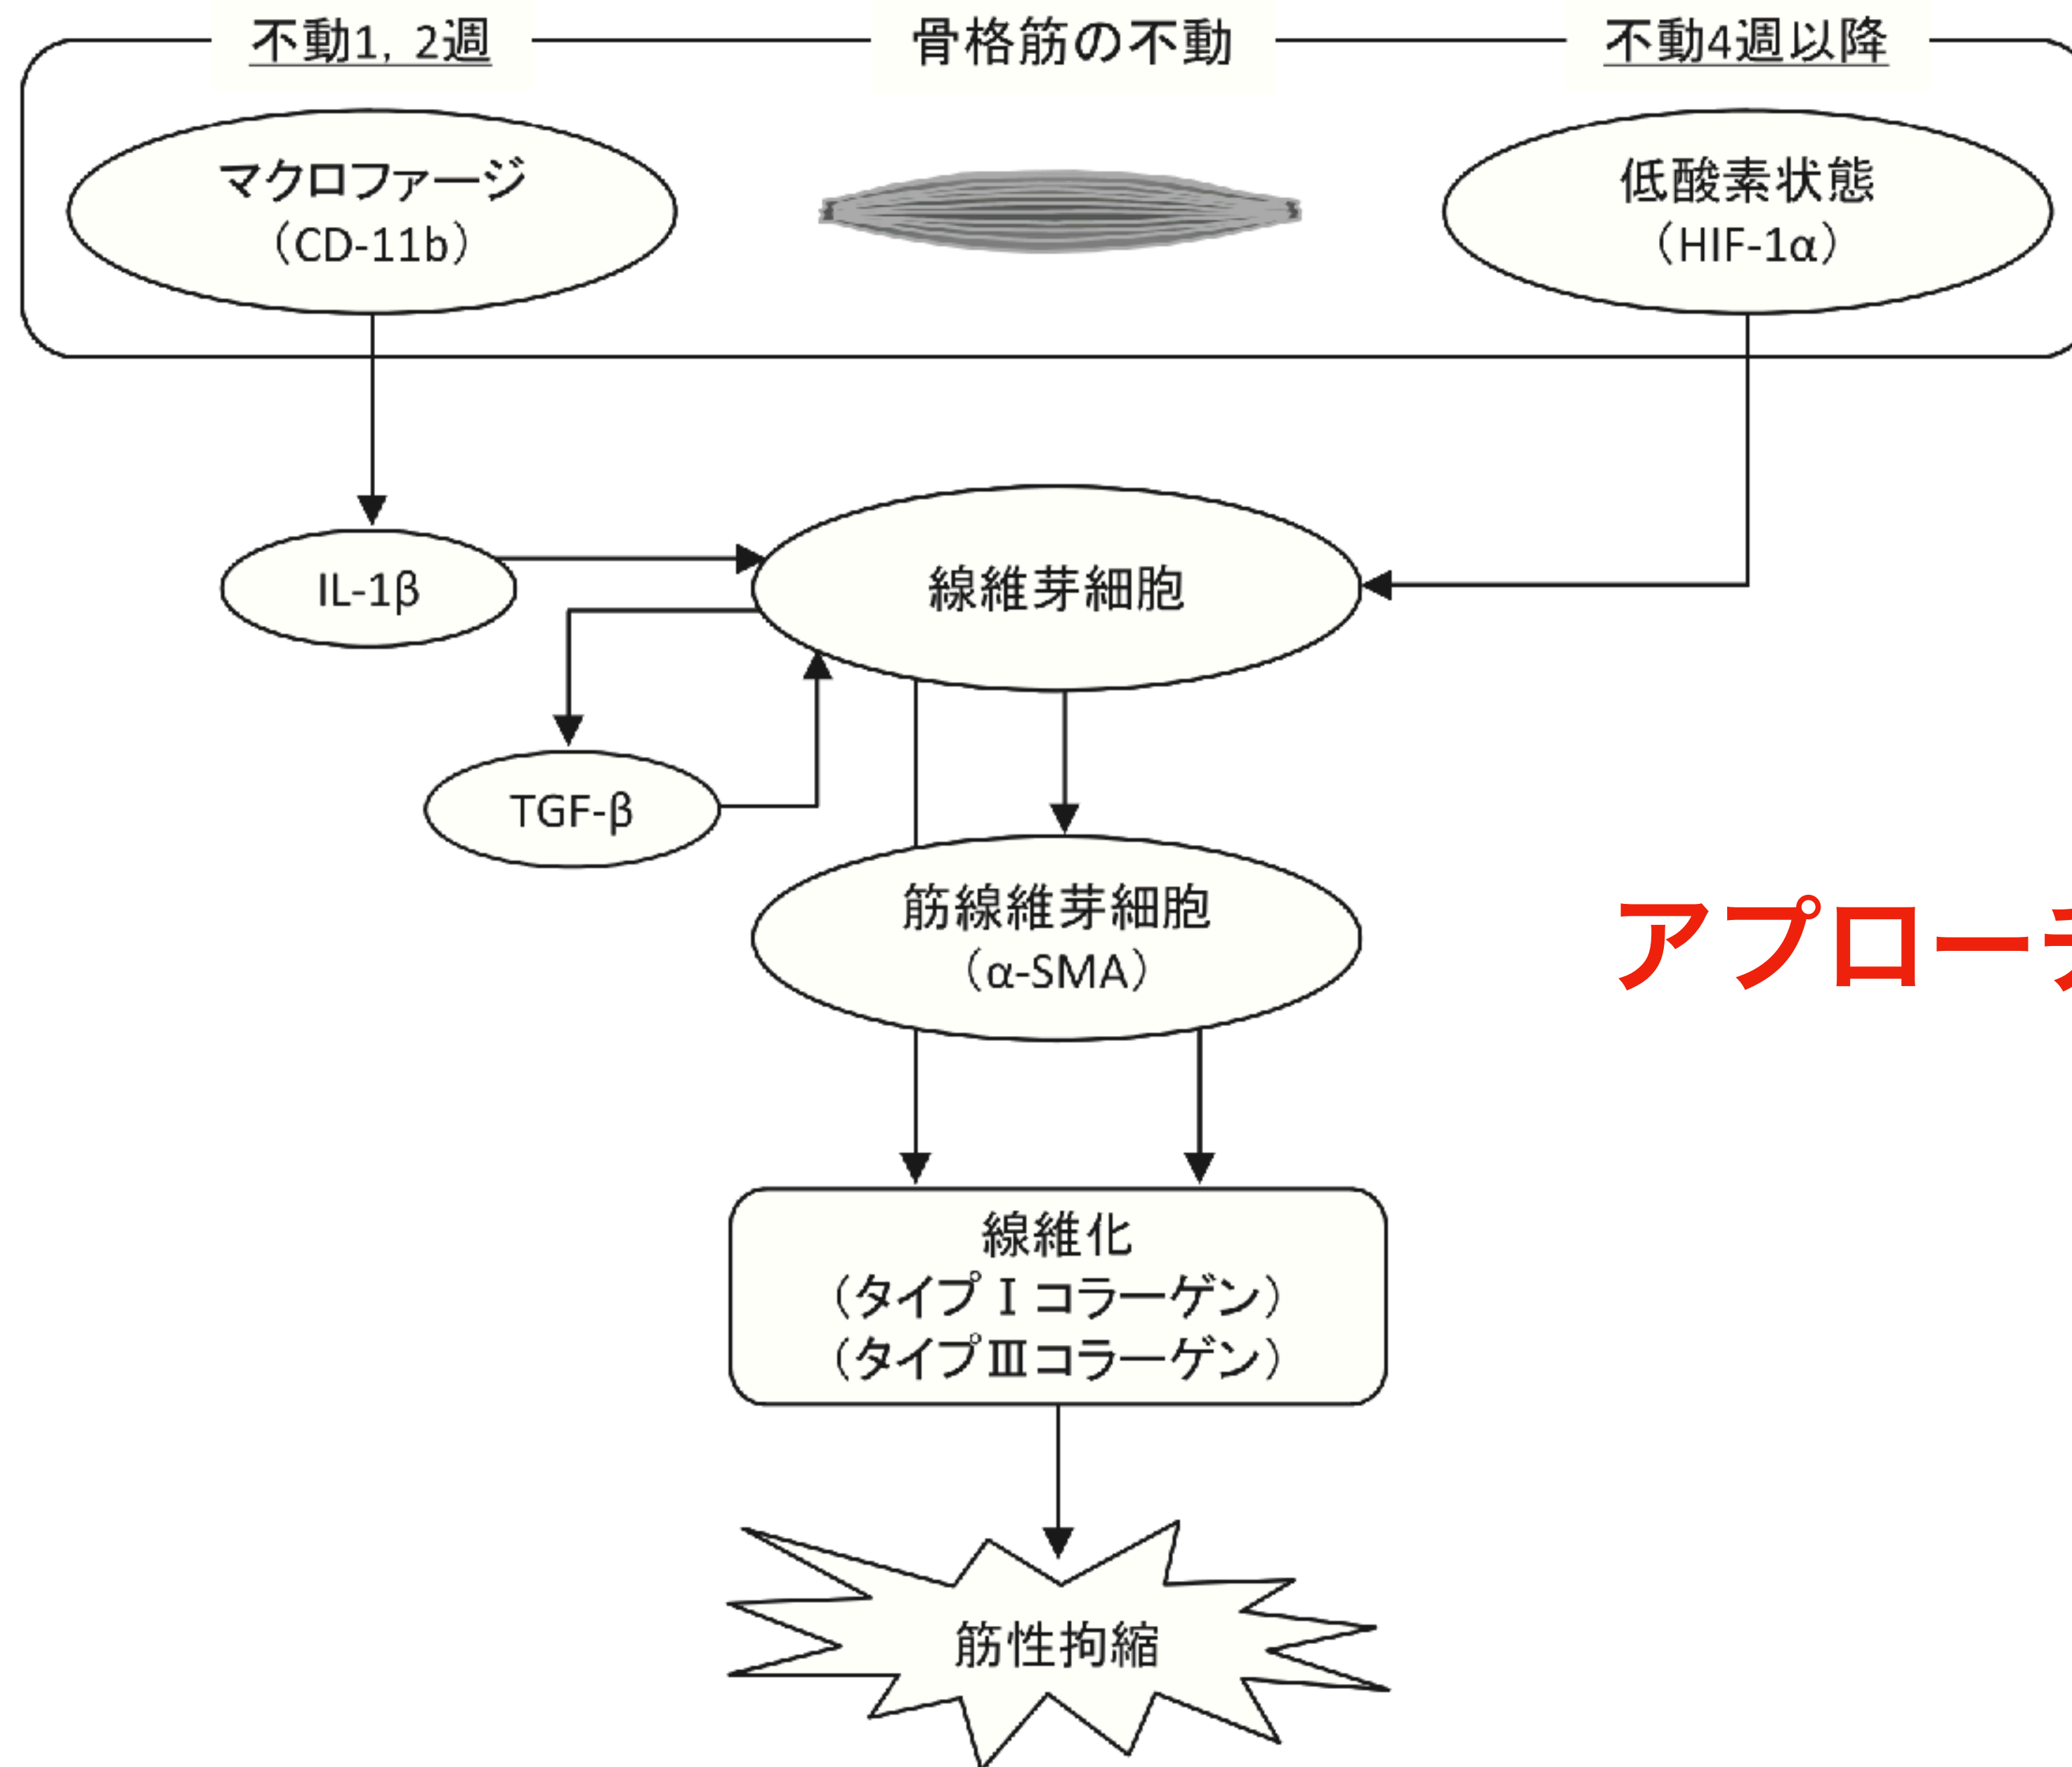 不動1, 2週
骨格筋の不動
不動4週以降
マクロファージ
（CD-11b）
低酸素状態
（HIF-1α）
IL-1β
線維芽細胞
TGF-β
筋線維芽細胞
（α-SMA）
アプロー
線維化
（タイプⅠコラーゲン）
（タイプⅢコラーゲン）
筋性拘縮